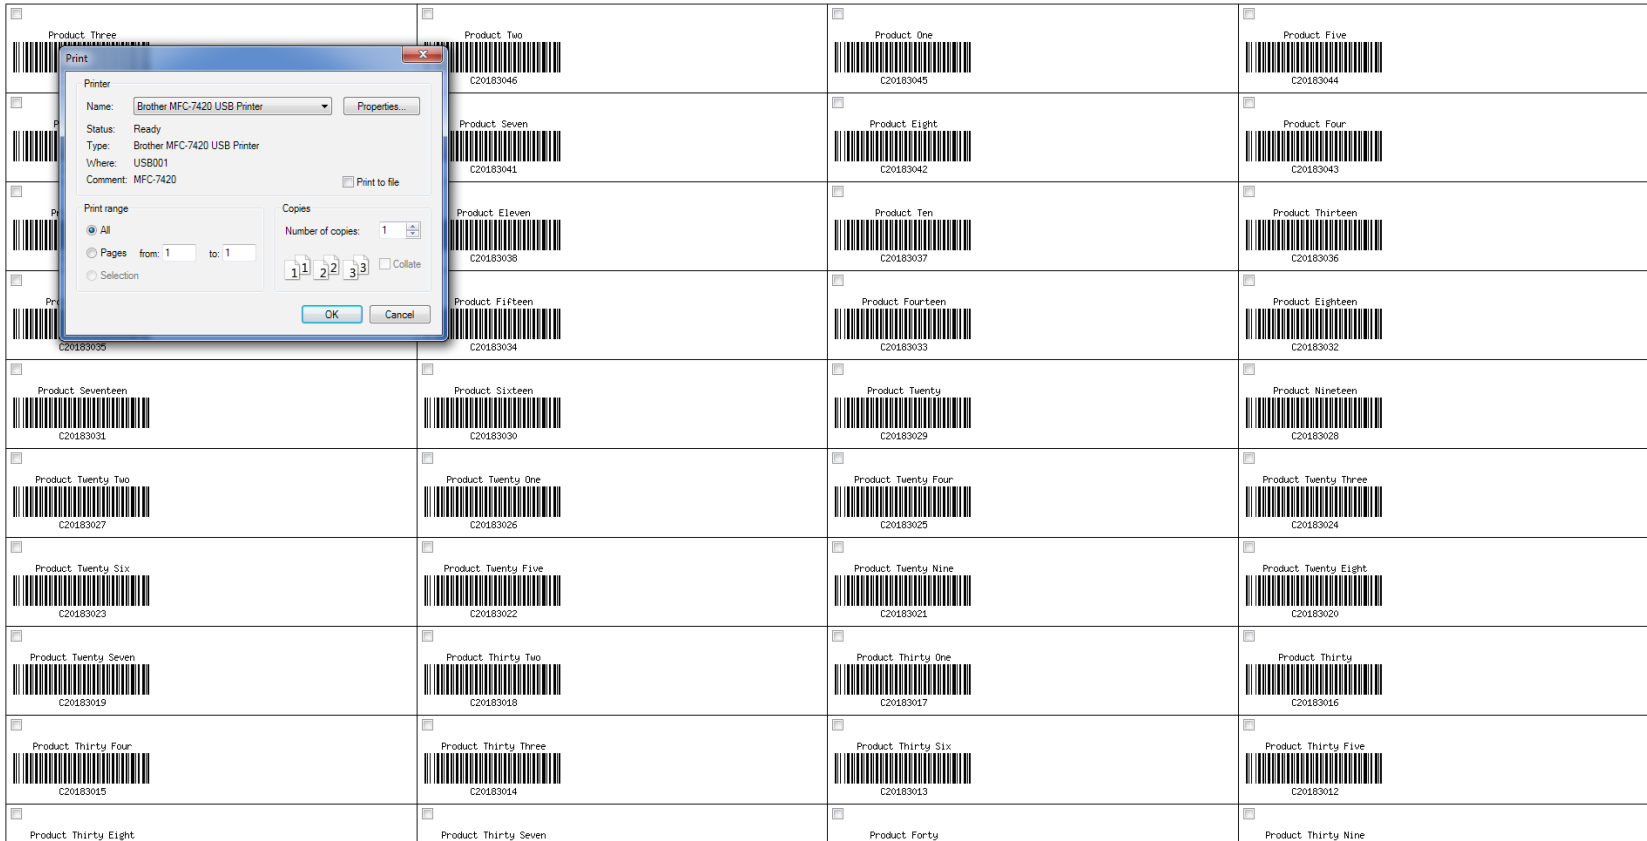 Product Three
Product Two
Product One
Product Five
C20183046
C20183045
C20183044
Print
Printer
Name: Brother MFC-7420 USB Printer Properties...
Status: Ready
Type: Brother MFC-7420 USB Printer
Where: USB001
Comment: MFC-7420
Print to file
Print range
All
Pages from: 1 to: 1
Selection
Copies
Number of copies: 1
1 1 2 2 3 3 Collate
OK Cancel
Product Seven
Product Eight
Product Four
C20183041
C20183042
C20183043
Product Eleven
Product Ten
Product Thirteen
C20183038
C20183037
C20183036
Product Fifteen
Product Fourteen
Product Eighteen
C20183035
C20183034
C20183033
C20183032
Product Seventeen
Product Sixteen
Product Twenty
Product Nineteen
C20183031
C20183030
C20183029
C20183028
Product Twenty Two
Product Twenty One
Product Twenty Four
Product Twenty Three
C20183027
C20183026
C20183025
C20183024
Product Twenty Six
Product Twenty Five
Product Twenty Nine
Product Twenty Eight
C20183023
C20183022
C20183021
C20183020
Product Twenty Seven
Product Thirty Two
Product Thirty One
Product Thirty
C20183019
C20183018
C20183017
C20183016
Product Thirty Four
Product Thirty Three
Product Thirty Six
Product Thirty Five
C20183015
C20183014
C20183013
C20183012
Product Thirty Eight
Product Thirty Seven
Product Forty
Product Thirty Nine